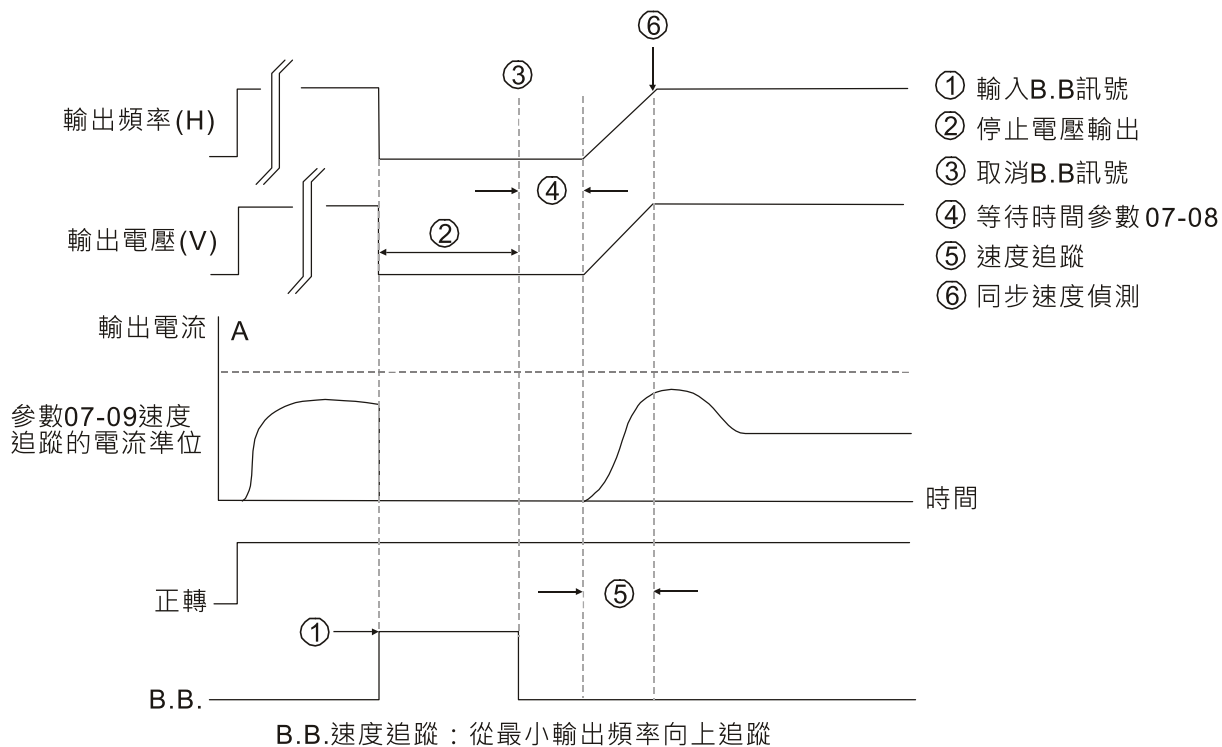 ⑥
③
輸出頻率(H)
④
輸出電壓(V)
②
① 輸入B.B訊號
② 停止電壓輸出
③ 取消B.B訊號
④ 等待時間參數07-08
⑤ 速度追蹤
⑥ 同步速度偵測
輸出電流 A
參數07-09速度
追蹤的電流準位
時間
正轉
⑤
①
B.B.
B.B.速度追蹤：從最小輸出頻率向上追蹤